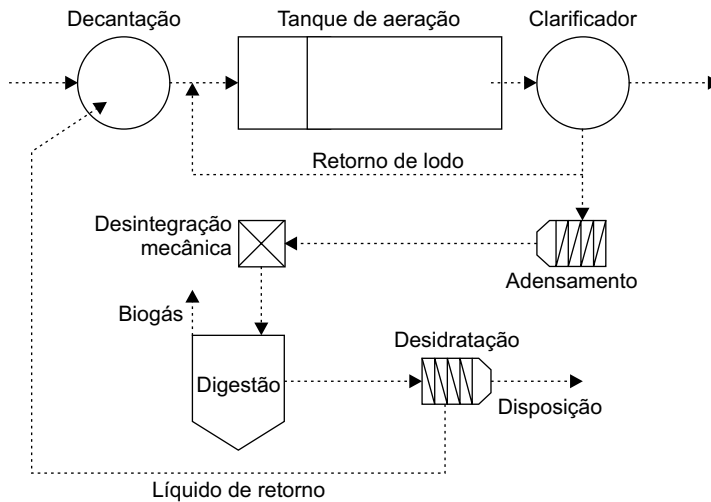 Decantação
Tanque de aeração
Clarificador
Retorno de lodo
Desintegração
mecânica
Adensamento
Biogás
Desidratação
Digestão
Disposição
Líquido de retorno